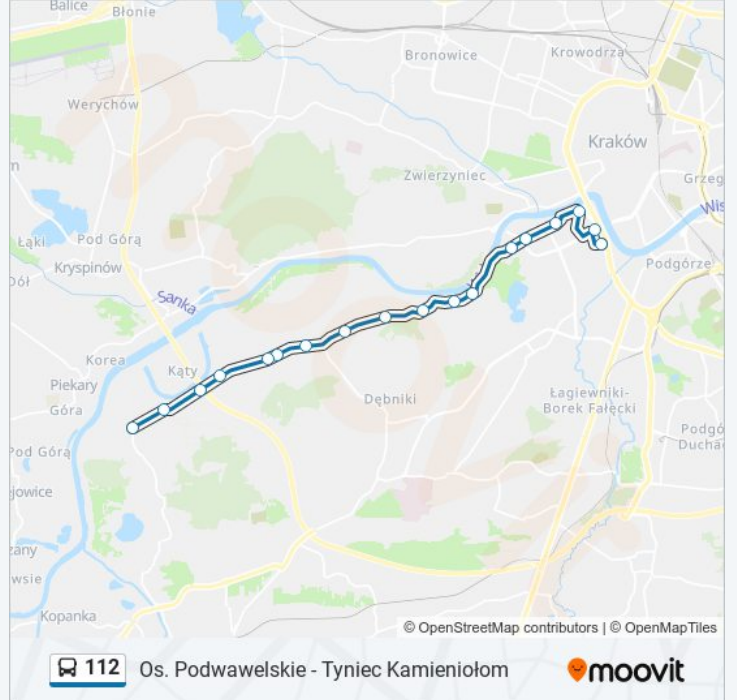 Balice
Błonie
Bronowice
Krowodrza
Werychów
Kraków
Zwierzyniec
Grzeg
Wis
Łąki
Pod Górą
Kryspinów
Podgórze
Dół
Sanka
Korea
Kąty
Piekary
Góra
Dębniki
Łagiewniki-
Borek Fałęcki
Podgó
Ducha
Pod Górą
jowice
zany
wsie
Kopanka
© OpenStreetMap contributors | © OpenMapTiles
112 Os. Podwawelskie - Tyniec Kamieniołom moovit